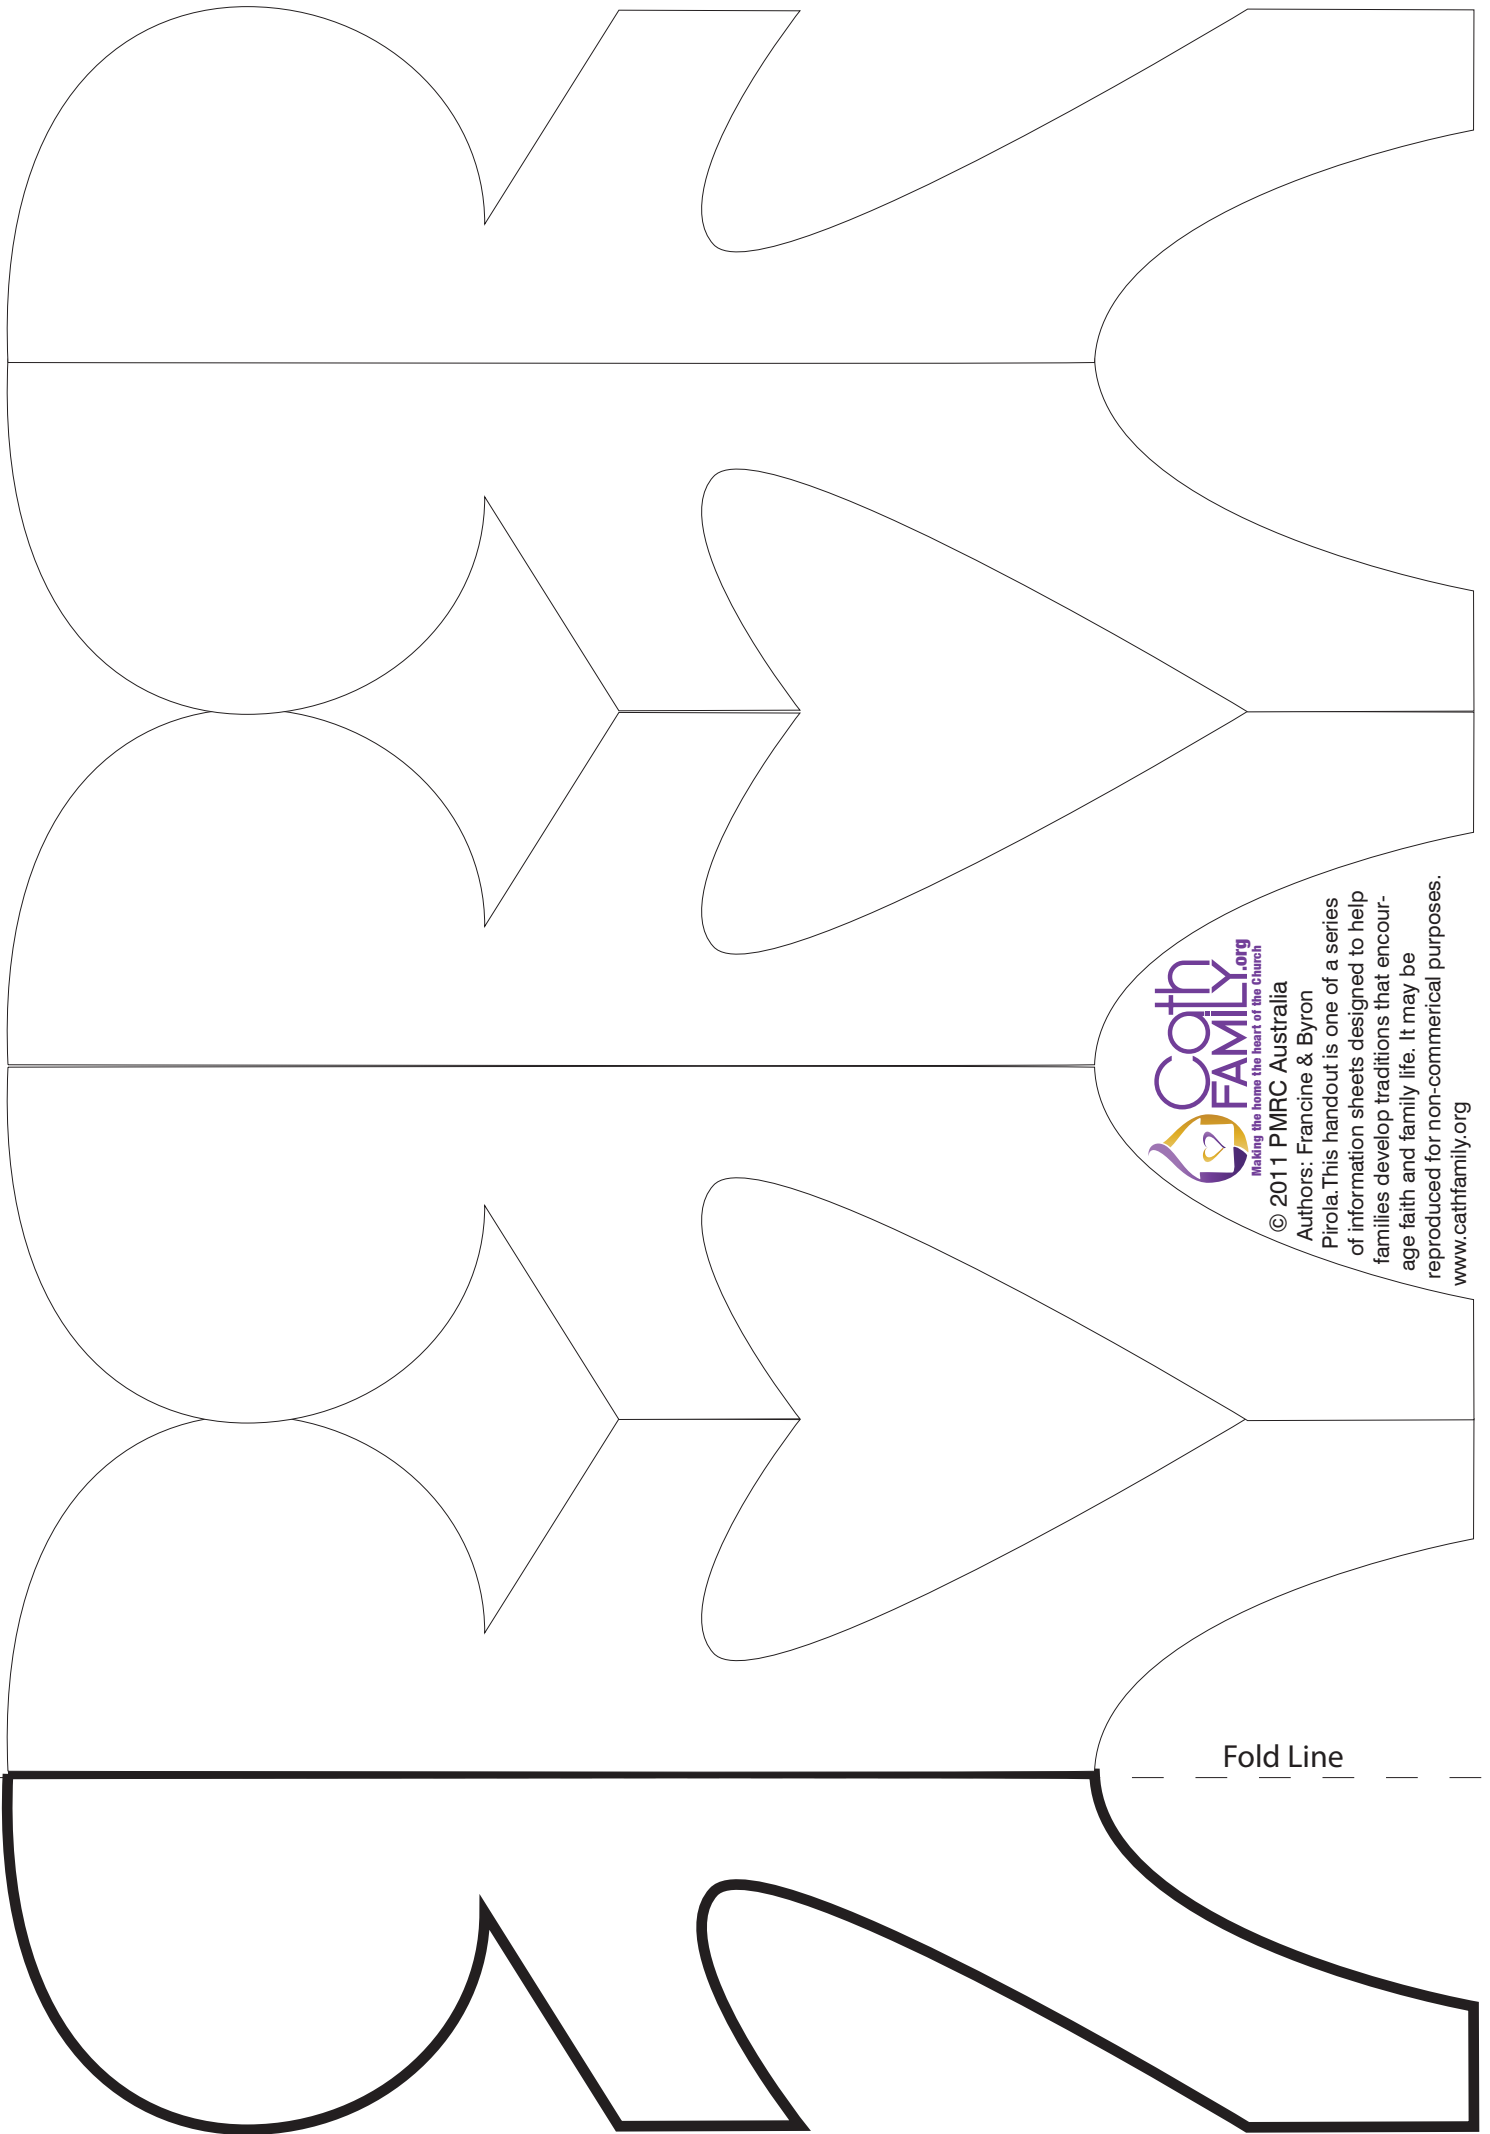 Cath
FAMILY.org
Making the home the heart of the Church
© 2011 PMRC Australia
Authors: Francine & Byron
Pirola.This handout is one of a series
of information sheets designed to help
families develop traditions that encour-
age faith and family life. It may be
reproduced for non-commerical purposes.
www.cathfamily.org
Fold Line